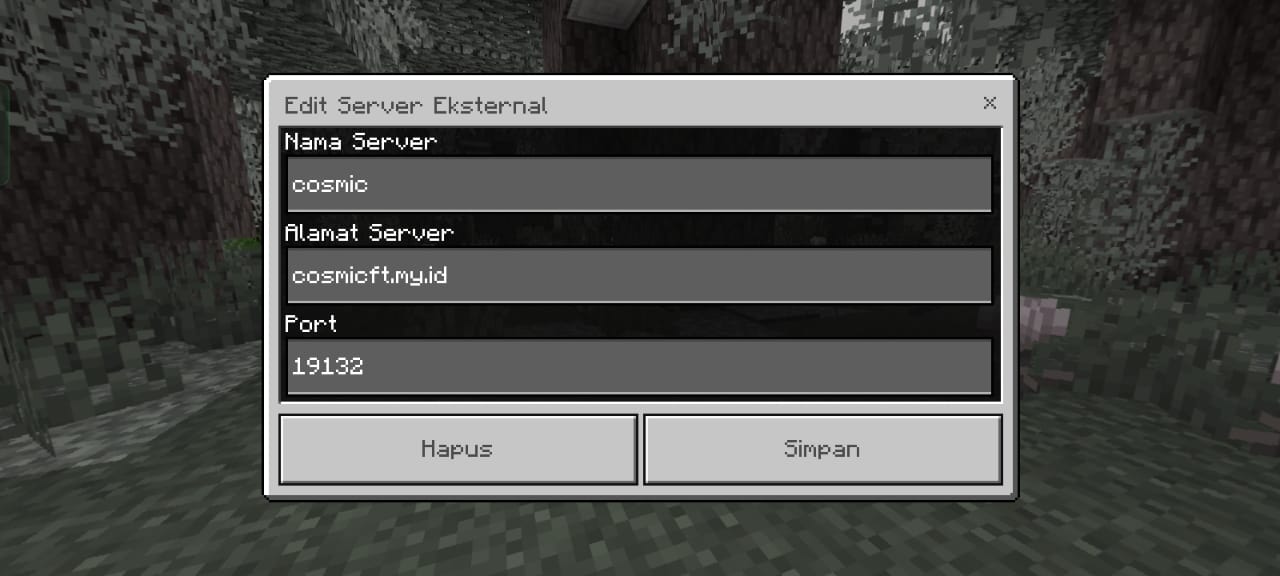 Edit Server Eksternal
Nama Server
cosmic
Alamat Server
cosmicft.my.id
Port
19132
Hapus
Simpan